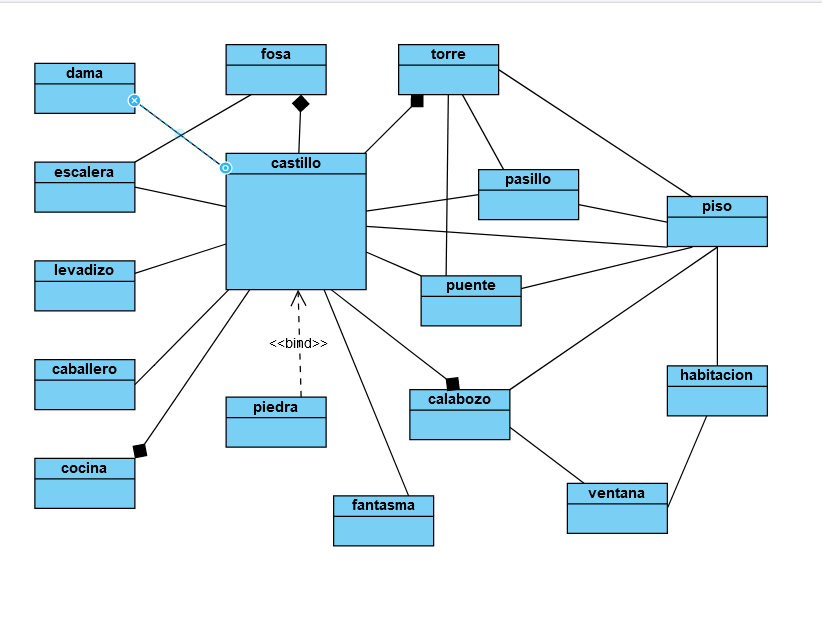 fosa
torre
dama
castillo
escalera
pasillo
piso
levadizo
puente
<<bind>>
caballero
habitacion
piedra
calabozo
cocina
ventana
fantasma